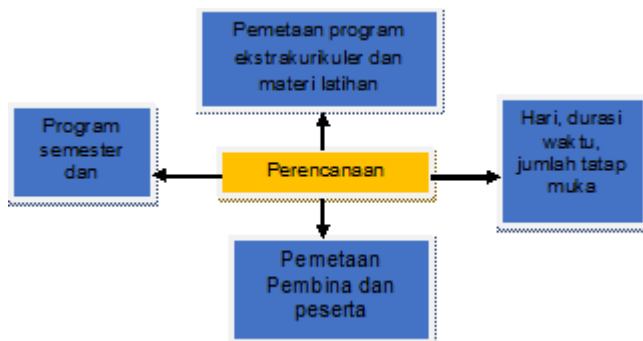 Pemetaan program
ekstrakurikuler dan
materi latihan
Program
semester
dan
Perencanaan
Hari, durasi
waktu,
jumlah tatap
muka
Pemetaan
Pembina dan
peserta